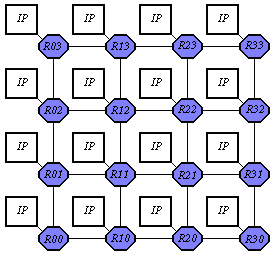 IP IP IP IP
R03 R13 R23 R33
IP IP IP IP
R02 R12 R22 R32
IP IP IP IP
R01 R11 R21 R31
IP IP IP IP
R00 R10 R20 R30